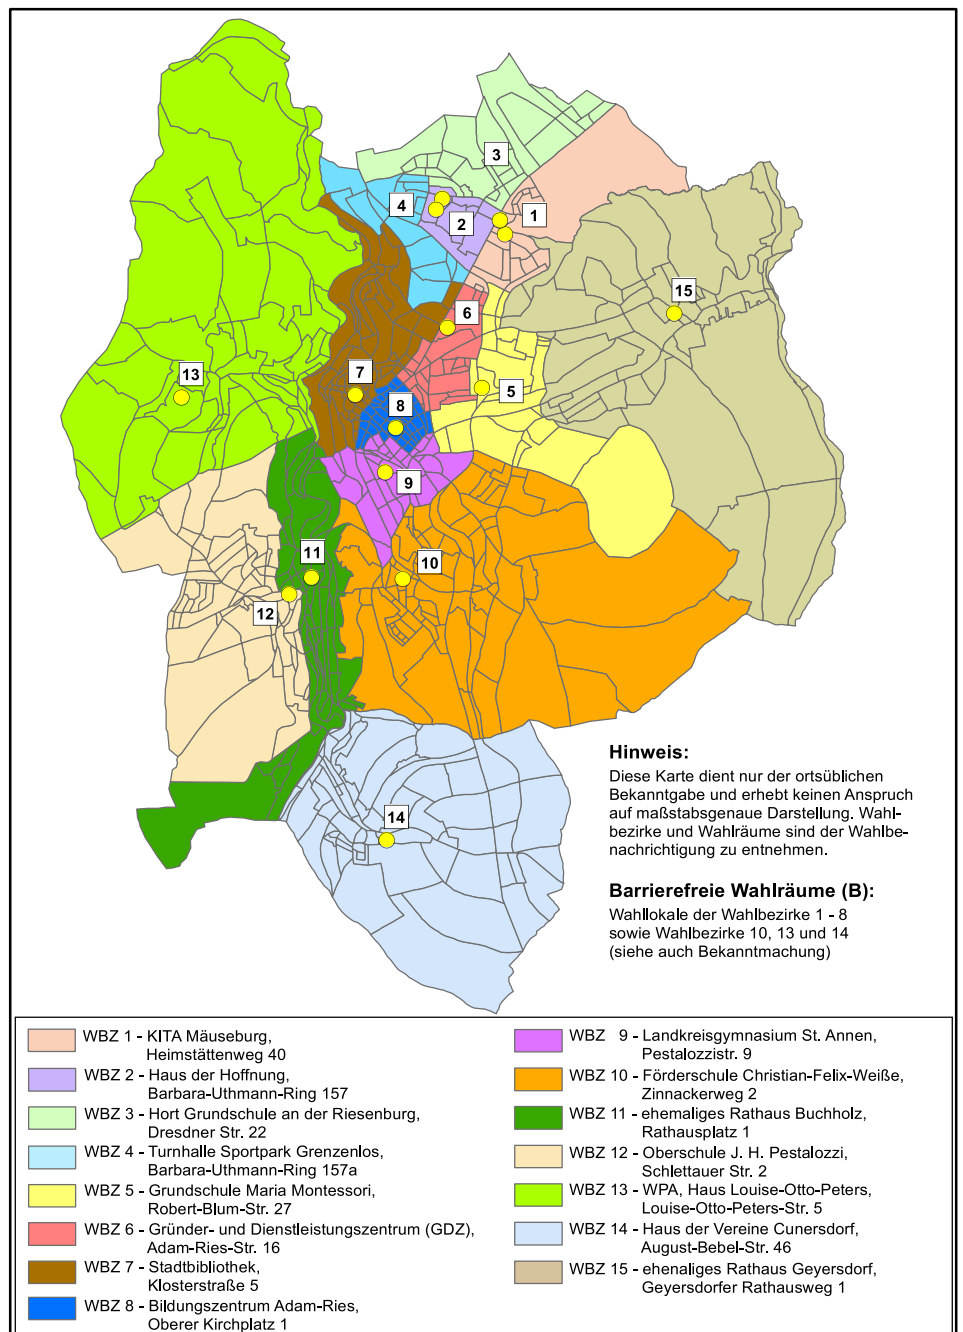 3
4
1
2
15
6
13
7
5
8
9
11
10
12
14
Hinweis:
Diese Karte dient nur der ortsüblichen
Bekanntgabe und erhebt keinen Anspruch
auf maßstabsgenaue Darstellung. Wahl-
bezirke und Wahlräume sind der Wahlbe-
nachrichtigung zu entnehmen.
Barrierefreie Wahlräume (B):
Wahllokale der Wahlbezirke 1 - 8
sowie Wahlbezirke 10, 13 und 14
(siehe auch Bekanntmachung)
WBZ 1 - KITA Mäuseburg,
Heimstättenweg 40
WBZ 2 - Haus der Hoffnung,
Barbara-Uthmann-Ring 157
WBZ 3 - Hort Grundschule an der Riesenburg,
Dresdner Str. 22
WBZ 4 - Turnhalle Sportpark Grenzenlos,
Barbara-Uthmann-Ring 157a
WBZ 5 - Grundschule Maria Montessori,
Robert-Blum-Str. 27
WBZ 6 - Gründer- und Dienstleistungszentrum (GDZ),
Adam-Ries-Str. 16
WBZ 7 - Stadtbibliothek,
Klosterstraße 5
WBZ 8 - Bildungszentrum Adam-Ries,
Oberer Kirchplatz 1
WBZ 9 - Landkreisgymnasium St. Annen,
Pestalozzistr. 9
WBZ 10 - Förderschule Christian-Felix-Weiße,
Zinnackerweg 2
WBZ 11 - ehemaliges Rathaus Buchholz,
Rathausplatz 1
WBZ 12 - Oberschule J. H. Pestalozzi,
Schlettauer Str. 2
WBZ 13 - WPA, Haus Louise-Otto-Peters,
Louise-Otto-Peters-Str. 5
WBZ 14 - Haus der Vereine Cunersdorf,
August-Bebel-Str. 46
WBZ 15 - ehenaliges Rathaus Geyersdorf,
Geyersdorfer Rathausweg 1